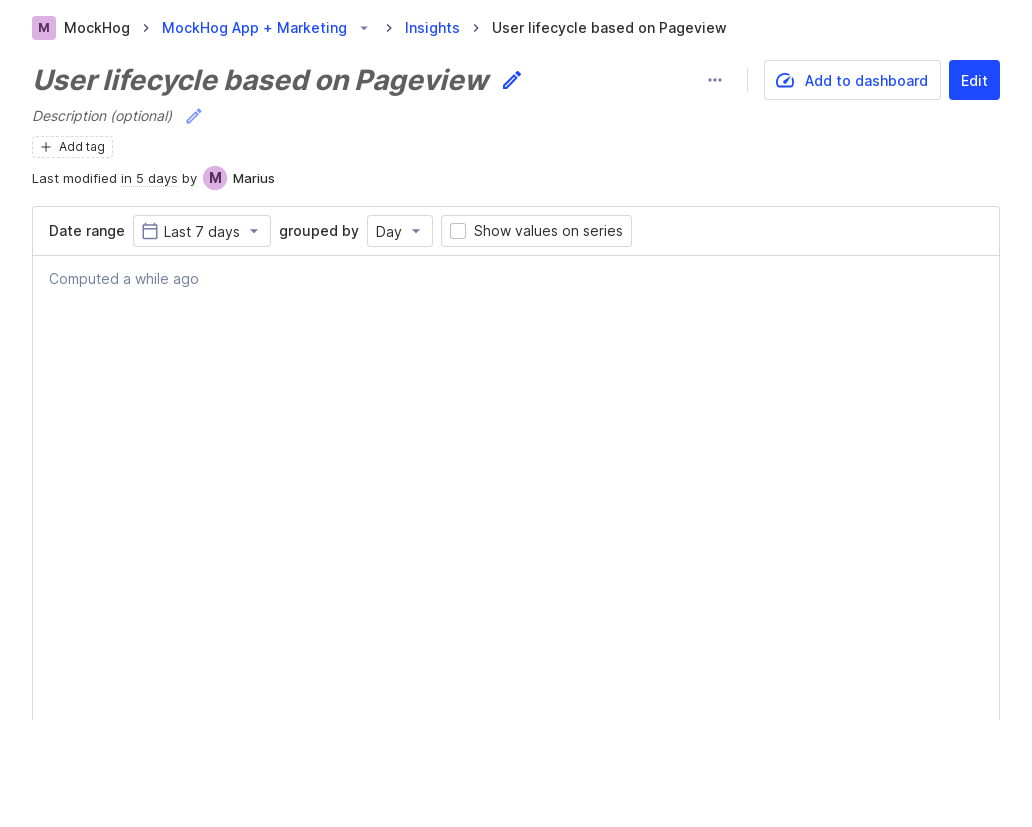 M MockHog MockHog App + Marketing Insights User lifecycle based on Pageview
User lifecycle based on Pageview
Add to dashboard Edit
Description (optional)
Add tag
Last modified in 5 days by M Marius
Date range Last 7 days grouped by Day Show values on series
Computed a while ago